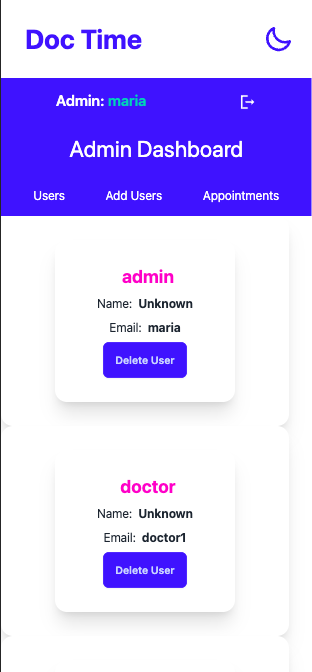 Doc Time
Admin: maria
Admin Dashboard
Users Add Users Appointments
admin
Name: Unknown
Email: maria
Delete User
doctor
Name: Unknown
Email: doctor1
Delete User